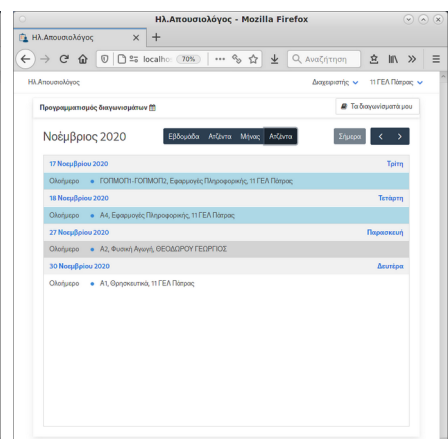 Ηλ.Απουσιολόγος - Mozilla Firefox
Ηλ.Απουσιολόγος
localho 70% Αναζήτηση
Ηλ.Απουσιολόγος Διαχειριστής 11 ΓΕΛ Πάτρας
Προγραμματισμός διαγωνισμάτων Τα διαγωνίσματά μου
Νοέμβριος 2020 Εβδομάδα Ατζέντα Μήνας Ατζέντα Σήμερα
17 Νοεμβρίου 2020 Τρίτη
Ολοήμερο ΓΟΠΜΟΠ1-ΓΟΠΜΟΠ2, Εφαρμογές Πληροφορικής, 11 ΓΕΛ Πάτρας
18 Νοεμβρίου 2020 Τετάρτη
Ολοήμερο Α4, Εφαρμογές Πληροφορικής, 11 ΓΕΛ Πάτρας
27 Νοεμβρίου 2020 Παρασκευή
Ολοήμερο Α2, Φυσική Αγωγή, ΘΕΟΔΩΡΟΥ ΓΕΩΡΓΙΟΣ
30 Νοεμβρίου 2020 Δευτέρα
Ολοήμερο Α1, Θρησκευτικά, 11 ΓΕΛ Πάτρας